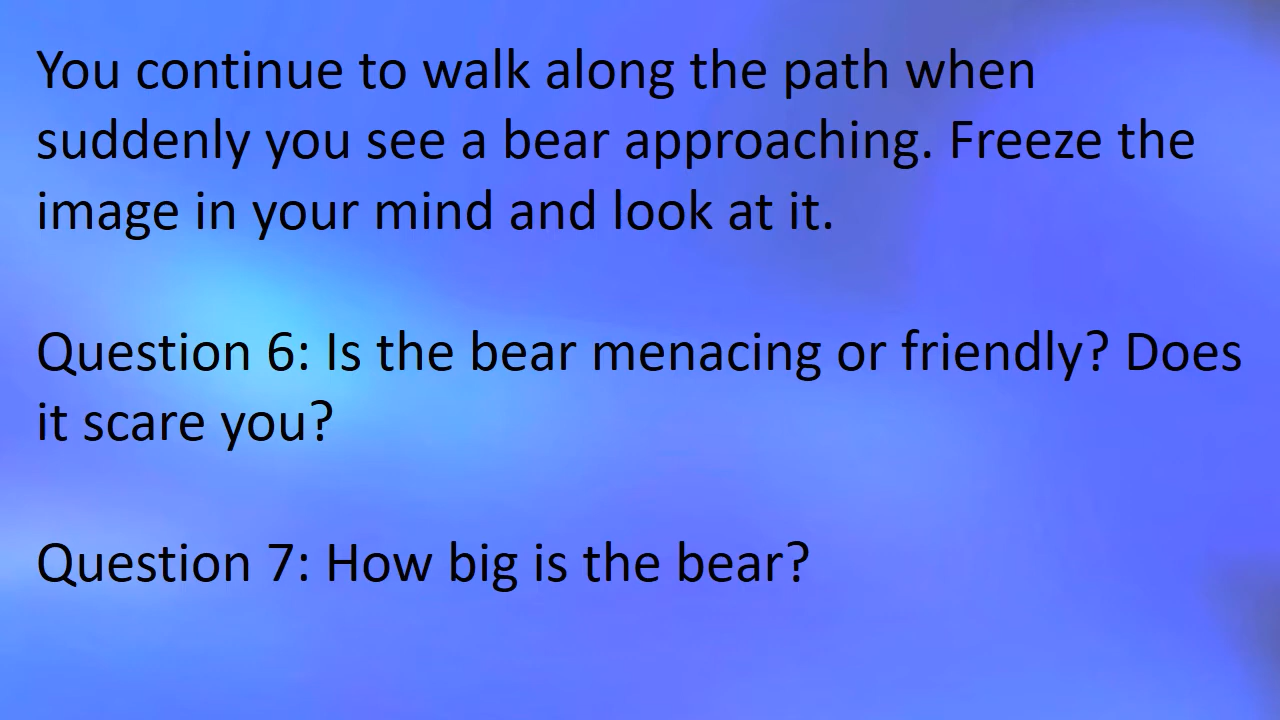 You continue to walk along the path when
suddenly you see a bear approaching. Freeze the
image in your mind and look at it.
Question 6: Is the bear menacing or friendly? Does
it scare you?
Question 7: How big is the bear?